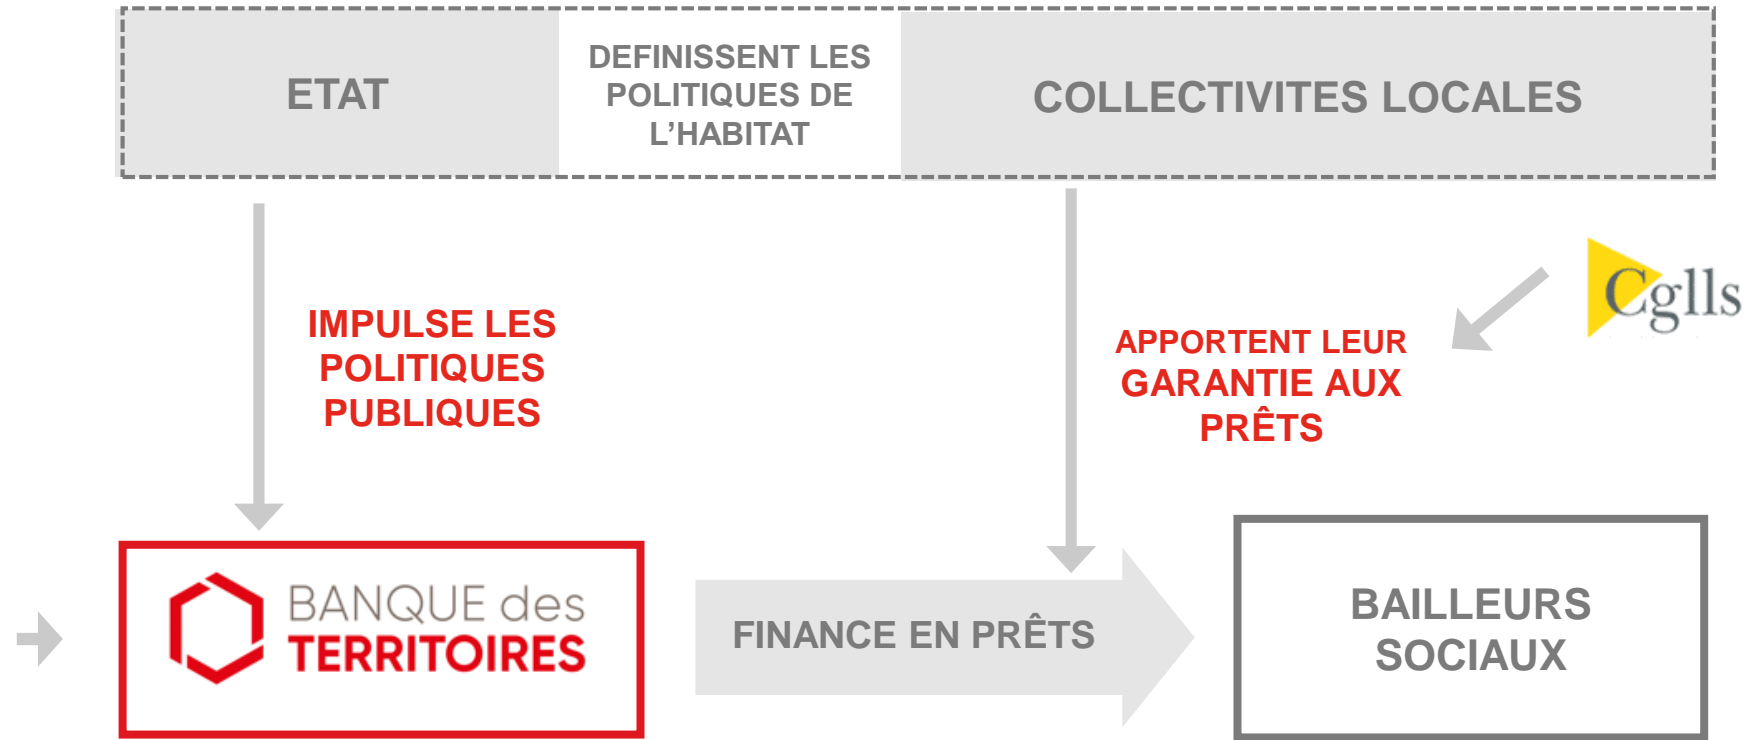 ETAT
DEFINISSENT LES
POLITIQUES DE
L’HABITAT
COLLECTIVITES LOCALES
IMPULSE LES
POLITIQUES
PUBLIQUES
APPORTENT LEUR
GARANTIE AUX
PRÊTS
Cglls
BANQUE des
TERRITOIRES
FINANCE EN PRÊTS
BAILLEURS
SOCIAUX